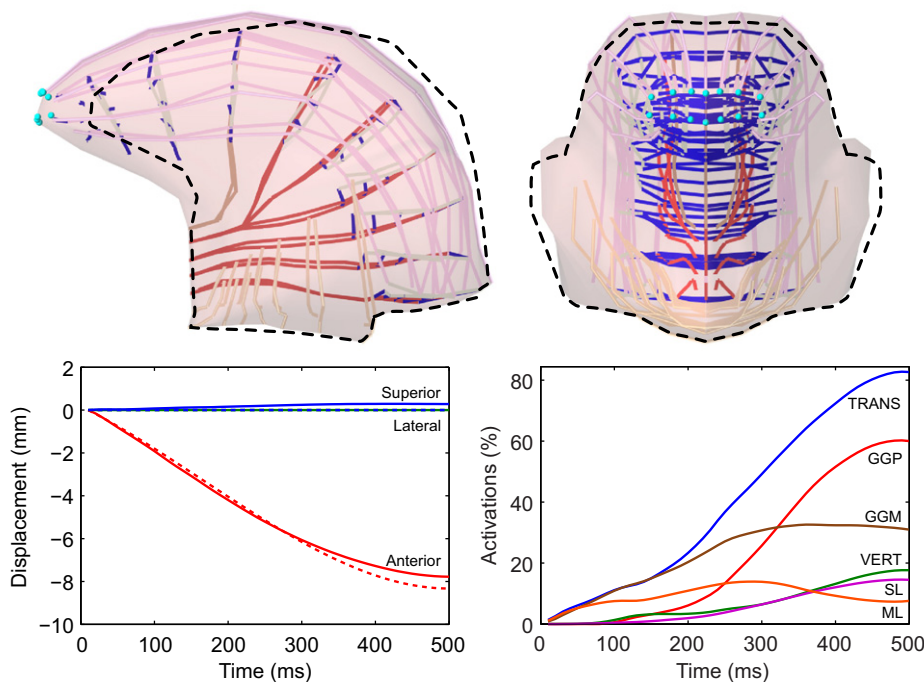 2
0
−2
−4
−6
−8
−10
Displacement (mm)
Superior
Lateral
Anterior
0 100 200 300 400 500
Time (ms)
80
60
40
20
0
Activations (%)
TRANS
GGP
GGM
VERT
SL
ML
0 100 200 300 400 500
Time (ms)